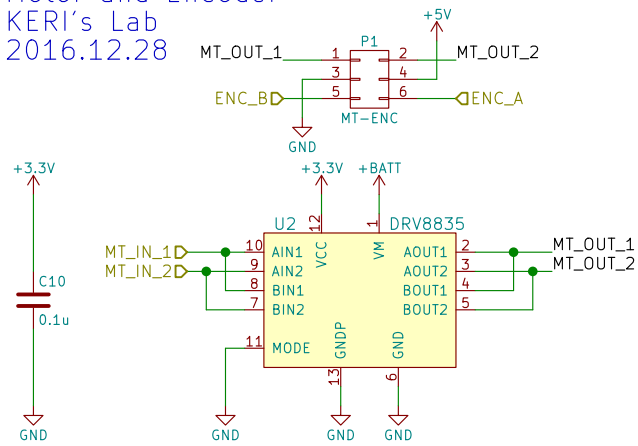 Motor and Encoder
KERI's Lab
2016.12.28
+5V
P1
MT_OUT_1 1 2 MT_OUT_2
3 4
ENC_B 5 6 ENC_A
MT-ENC
GND
+3.3V
+3.3V +BATT
U2 12 1 DRV8835
VCC VM
MT_IN_1 10 AIN1 AOUT1 2 MT_OUT_1
MT_IN_2 9 AIN2 AOUT2 3 MT_OUT_2
8 BIN1 BOUT1 4
7 BIN2 BOUT2 5
C10
0.1u
11 MODE
GNDP GND
13 6
GND
GND
GND
GND